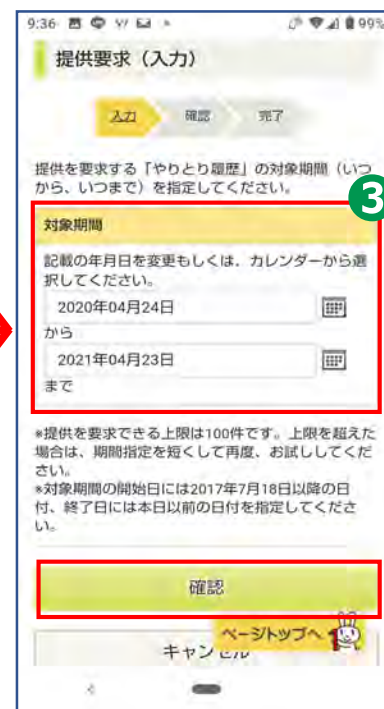 9:36
99%
提供要求（入力）
入力 確認 完了
提供を要求する「やりとり履歴」の対象期間（いつ
から、いつまで）を指定してください。
3
対象期間
記載の年月日を変更もしくは、カレンダーから選
択してください。
2020年04月24日
から
2021年04月23日
まで
※提供を要求できる上限は100件です。上限を超えた
場合は、期間指定を短くして再度、お試ししてくだ
さい。
※対象期間の開始日には2017年7月18日以降の日
付、終了日には本日以前の日付を指定してくださ
い。
確認
ページトップへ
キャンセル